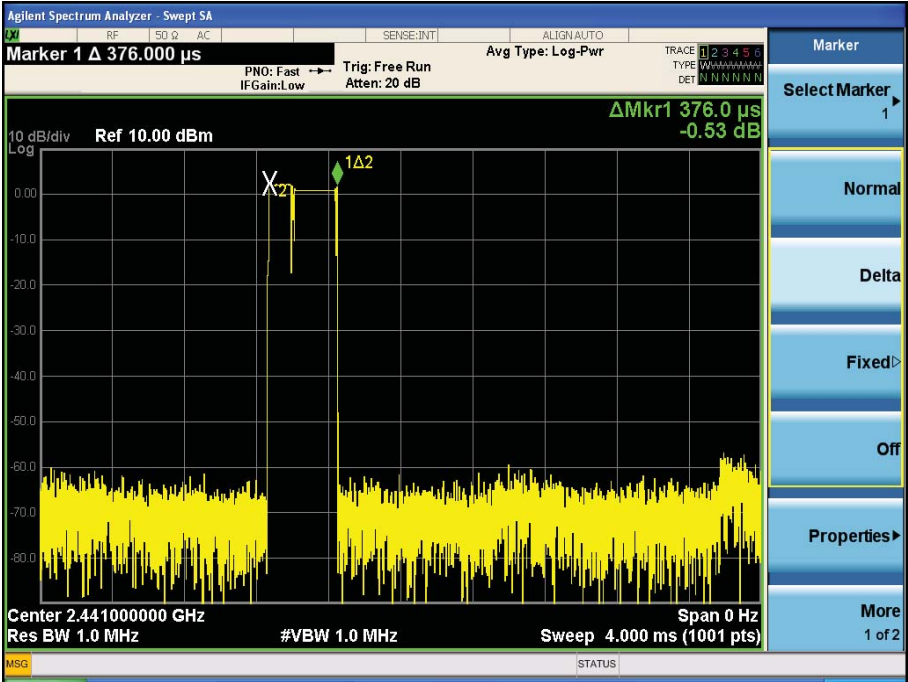 Agilent Spectrum Analyzer - Swept SA
LXI RF 50 Ω AC SENSE:INT ALIGN AUTO
Marker 1 Δ 376.000 µs
PNO: Fast
IFGain:Low
Trig: Free Run
Atten: 20 dB
Avg Type: Log-Pwr
TRACE 1 2 3 4 5 6
TYPE WWWWWW
DET N N N N N N
ΔMkr1 376.0 µs
-0.53 dB
10 dB/div Ref 10.00 dBm
Log
1Δ2
X2
0.00
-10.0
-20.0
-30.0
-40.0
-50.0
-60.0
-70.0
-80.0
Center 2.441000000 GHz Span 0 Hz
Res BW 1.0 MHz #VBW 1.0 MHz Sweep 4.000 ms (1001 pts)
MSG STATUS
Marker
Select Marker
1
Normal
Delta
Fixed
Off
Properties
More
1 of 2